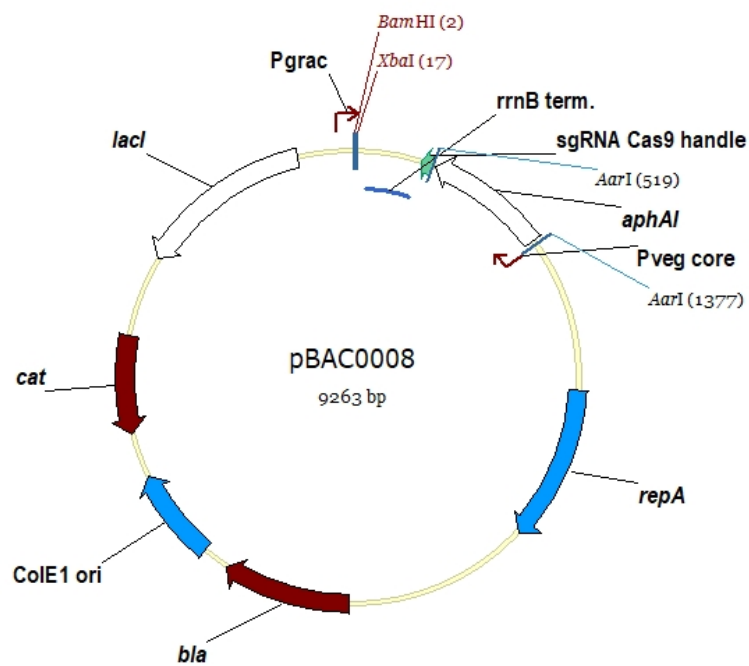 BamHI (2)
Pgrac
XbaI (17)
rrnB term.
lacI
sgRNA Cas9 handle
AarI (519)
aphAI
Pveg core
AarI (1377)
pBAC0008
9263 bp
cat
repA
ColE1 ori
bla